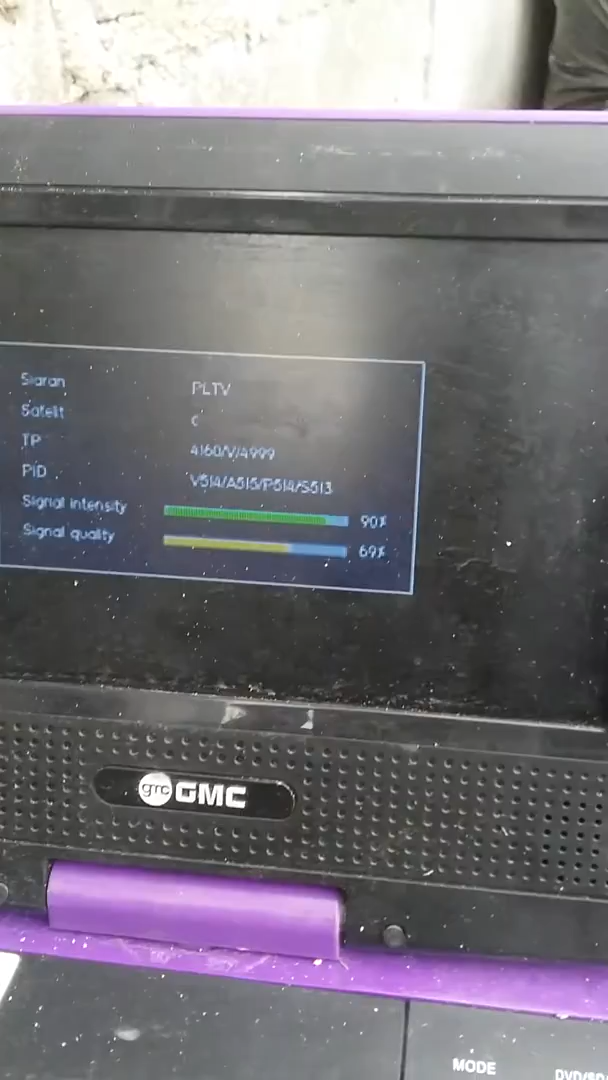 Siaran PLTV
Satelit C
TP 4160/V/4999
PID V514/A515/P514/S513
Signal intensity 90%
Signal quality 69%
gmc GMC
MODE